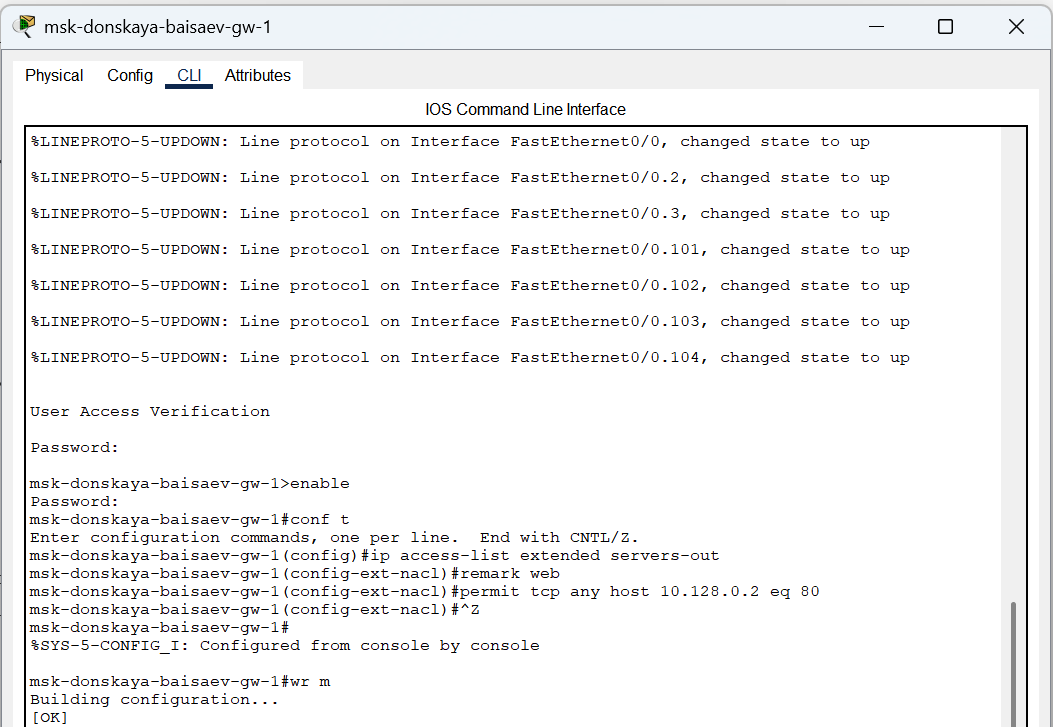 msk-donskaya-baisaev-gw-1
Physical Config CLI Attributes
IOS Command Line Interface
%LINEPROTO-5-UPDOWN: Line protocol on Interface FastEthernet0/0, changed state to up
%LINEPROTO-5-UPDOWN: Line protocol on Interface FastEthernet0/0.2, changed state to up
%LINEPROTO-5-UPDOWN: Line protocol on Interface FastEthernet0/0.3, changed state to up
%LINEPROTO-5-UPDOWN: Line protocol on Interface FastEthernet0/0.101, changed state to up
%LINEPROTO-5-UPDOWN: Line protocol on Interface FastEthernet0/0.102, changed state to up
%LINEPROTO-5-UPDOWN: Line protocol on Interface FastEthernet0/0.103, changed state to up
%LINEPROTO-5-UPDOWN: Line protocol on Interface FastEthernet0/0.104, changed state to up
User Access Verification
Password:
msk-donskaya-baisaev-gw-1>enable
Password:
msk-donskaya-baisaev-gw-1#conf t
Enter configuration commands, one per line.  End with CNTL/Z.
msk-donskaya-baisaev-gw-1(config)#ip access-list extended servers-out
msk-donskaya-baisaev-gw-1(config-ext-nacl)#remark web
msk-donskaya-baisaev-gw-1(config-ext-nacl)#permit tcp any host 10.128.0.2 eq 80
msk-donskaya-baisaev-gw-1(config-ext-nacl)#^Z
msk-donskaya-baisaev-gw-1#
%SYS-5-CONFIG_I: Configured from console by console
msk-donskaya-baisaev-gw-1#wr m
Building configuration...
[OK]